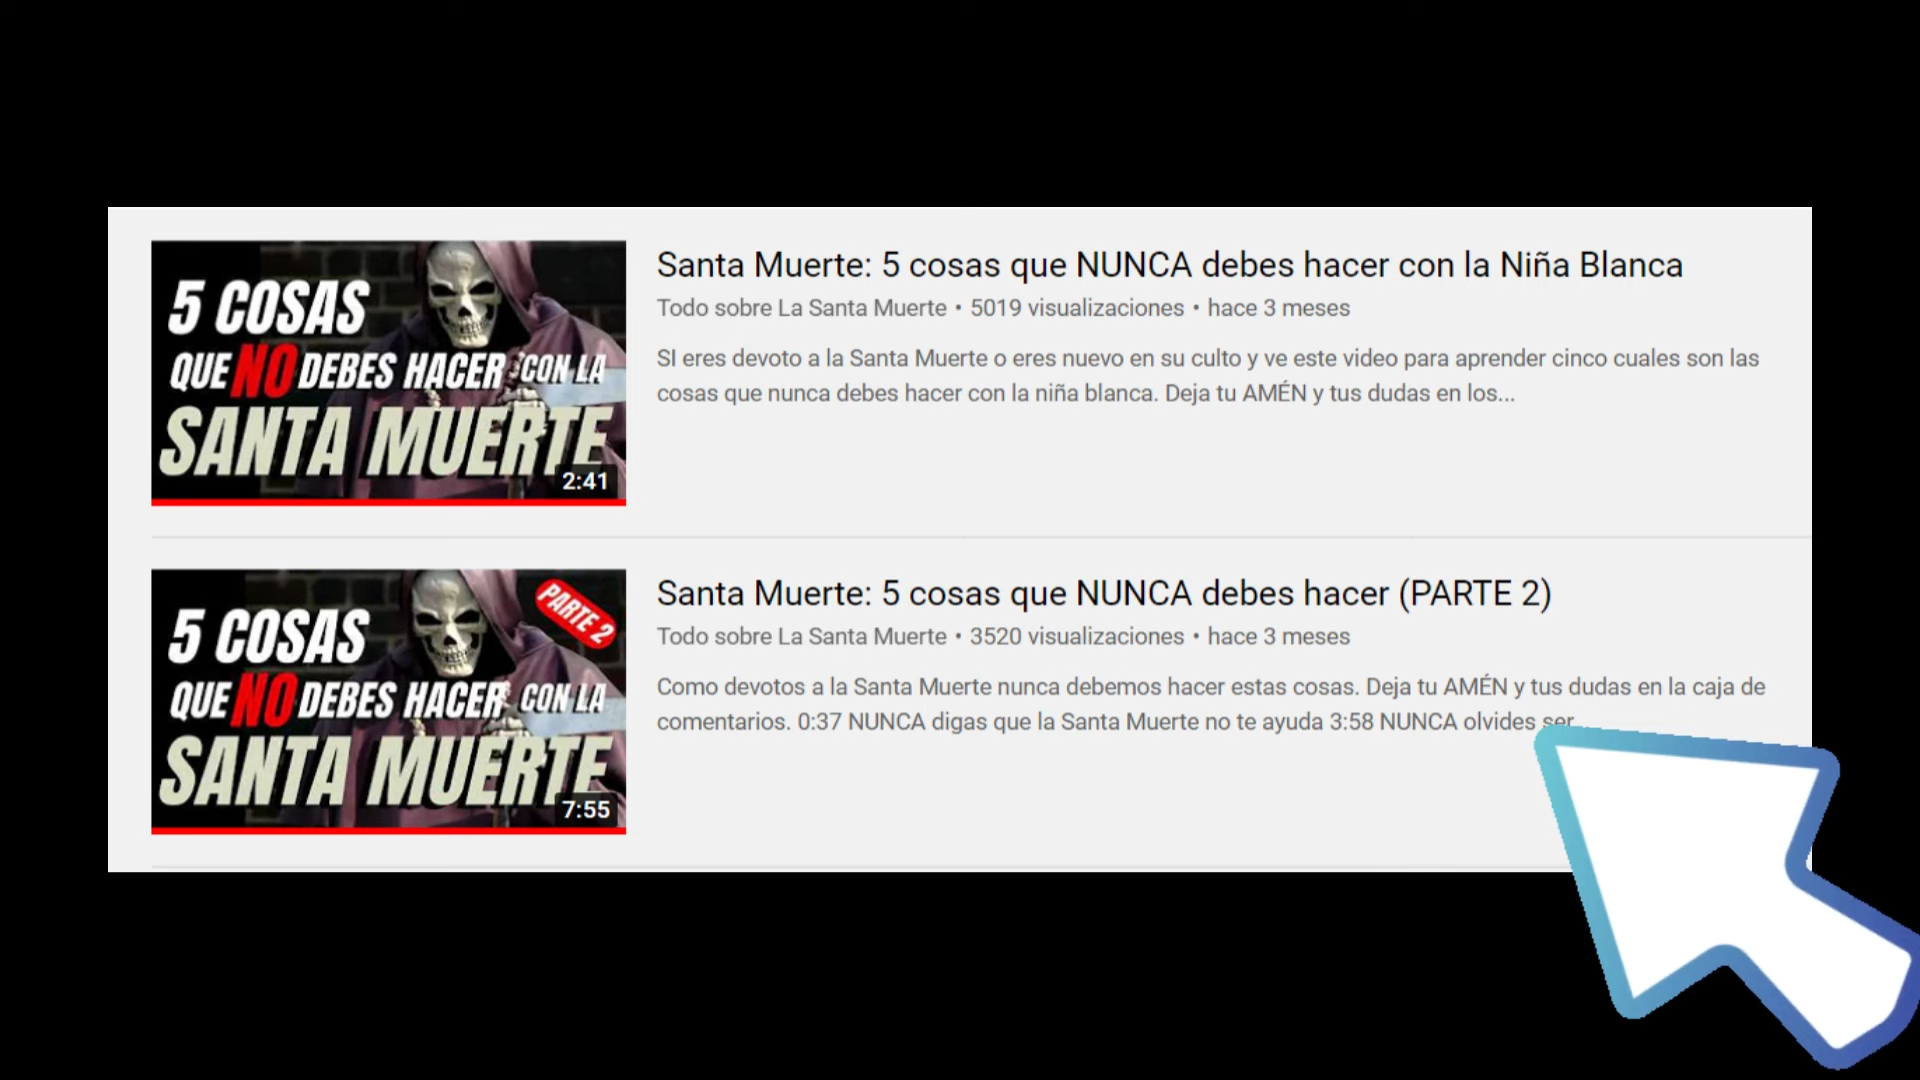 5 COSAS
QUE NO DEBES HACER CON LA
SANTA MUERTE
2:41
Santa Muerte: 5 cosas que NUNCA debes hacer con la Niña Blanca
Todo sobre La Santa Muerte • 5019 visualizaciones • hace 3 meses
SI eres devoto a la Santa Muerte o eres nuevo en su culto y ve este video para aprender cinco cuales son las
cosas que nunca debes hacer con la niña blanca. Deja tu AMÉN y tus dudas en los...
PARTE 2
5 COSAS
QUE NO DEBES HACER CON LA
SANTA MUERTE
7:55
Santa Muerte: 5 cosas que NUNCA debes hacer (PARTE 2)
Todo sobre La Santa Muerte • 3520 visualizaciones • hace 3 meses
Como devotos a la Santa Muerte nunca debemos hacer estas cosas. Deja tu AMÉN y tus dudas en la caja de
comentarios. 0:37 NUNCA digas que la Santa Muerte no te ayuda 3:58 NUNCA olvides ser